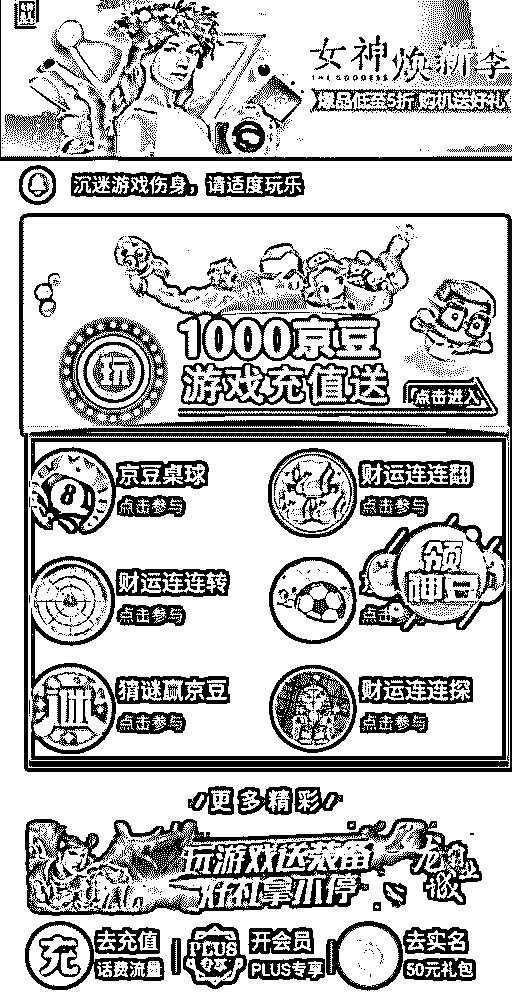 女神焕新季
THE GODDESS
爆品低至5折 购机送好礼
沉迷游戏伤身，请适度玩乐
1000京豆
玩
游戏充值送
点击进入
京豆桌球
点击参与
财运连连翻
点击参与
领
神豆
财运连连转
点击参与
点击
猜谜赢京豆
点击参与
谜
财运连连探
点击参与
更多精彩
玩游戏送装备
好礼拿不停
充
去充值
话费流量
PLUS
开会员
PLUS专享
去实名
50元礼包